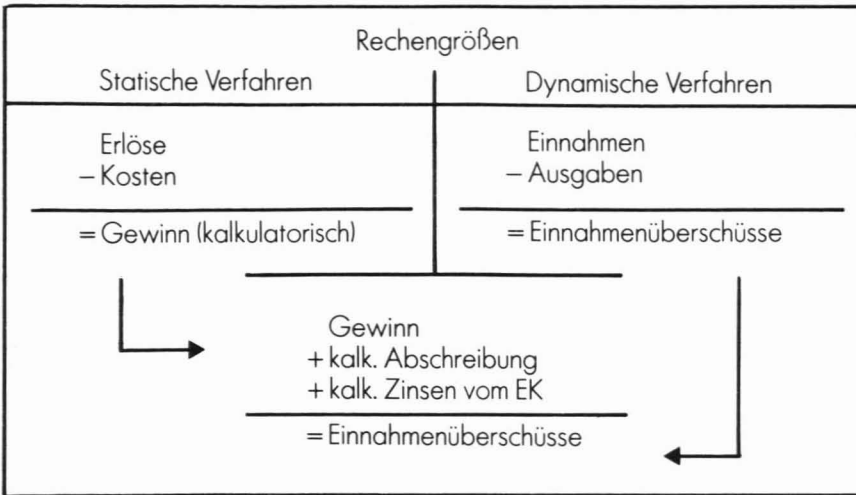 Rechengrößen
Statische Verfahren
Dynamische Verfahren
Erlöse
– Kosten
= Gewinn (kalkulatorisch)
Einnahmen
– Ausgaben
= Einnahmenüberschüsse
Gewinn
+ kalk. Abschreibung
+ kalk. Zinsen vom EK
= Einnahmenüberschüsse